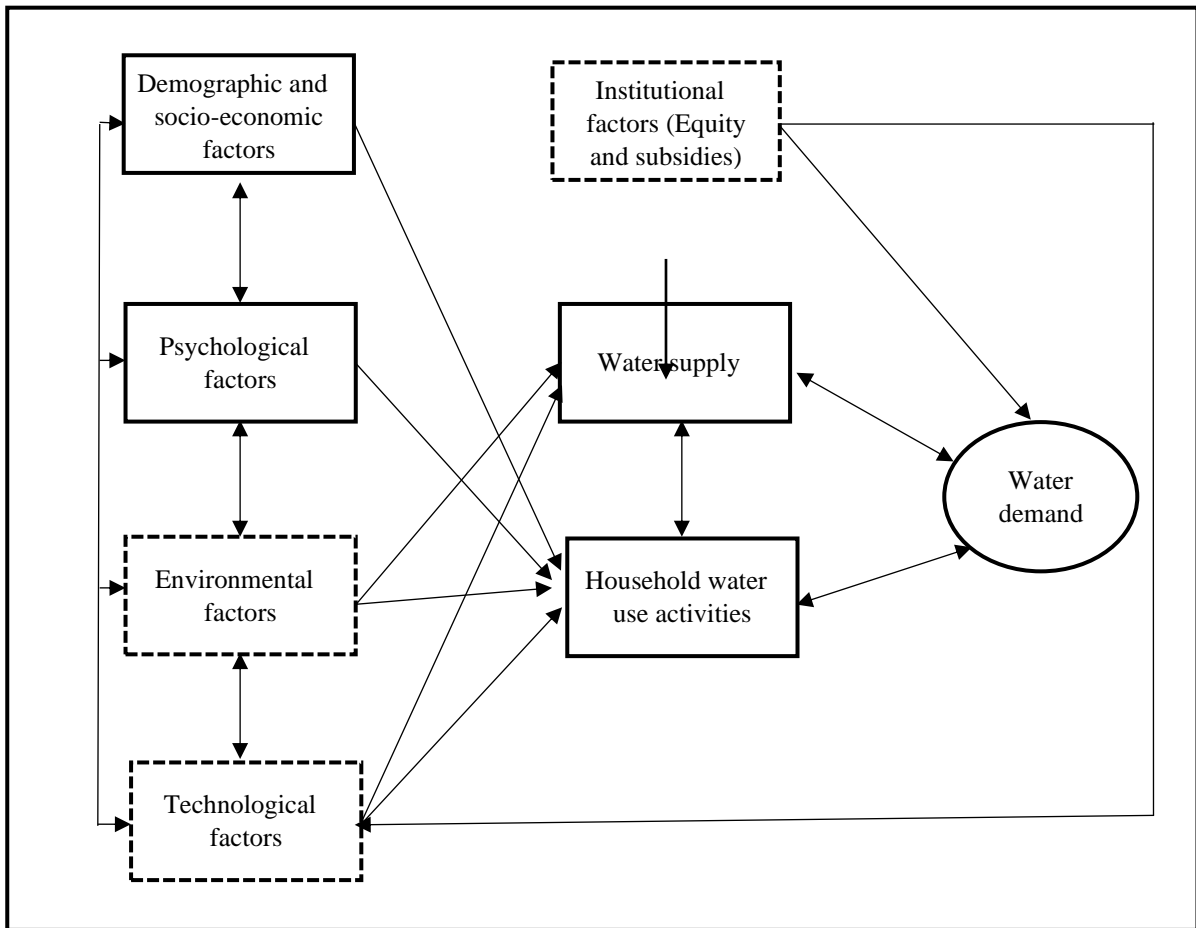 Demographic and
socio-economic
factors
Institutional
factors (Equity
and subsidies)
Psychological
factors
Water supply
Water
demand
Environmental
factors
Household water
use activities
Technological
factors